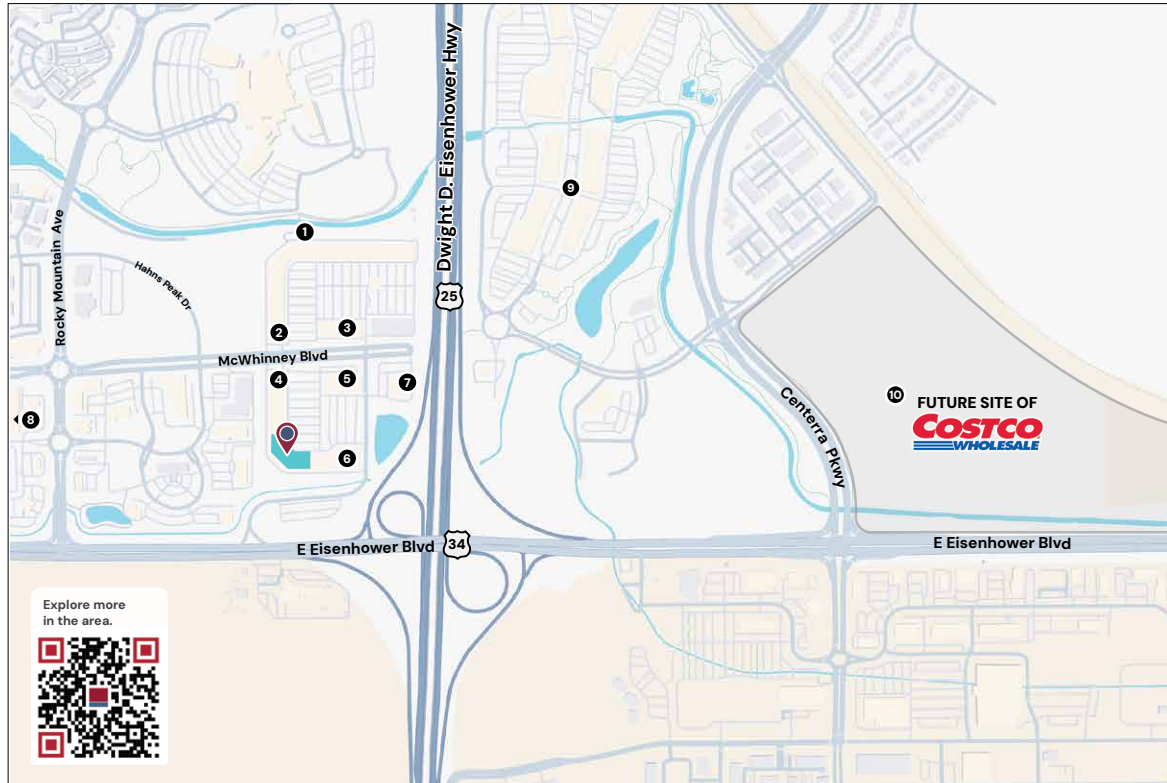 Dwight D. Eisenhower Hwy
9
Rocky Mountain Ave
1
Hahns Peak Dr
25
2
3
McWhinney Blvd
4
5
7
8
10
FUTURE SITE OF
COSTCO
WHOLESALE
Centerra Pkwy
6
E Eisenhower Blvd
34
E Eisenhower Blvd
Explore more
in the area.